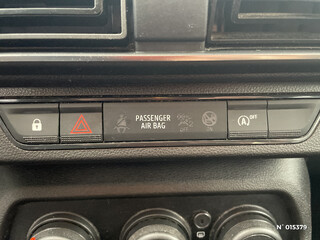 PASSENGER
AIR BAG
A OFF
N° 015379